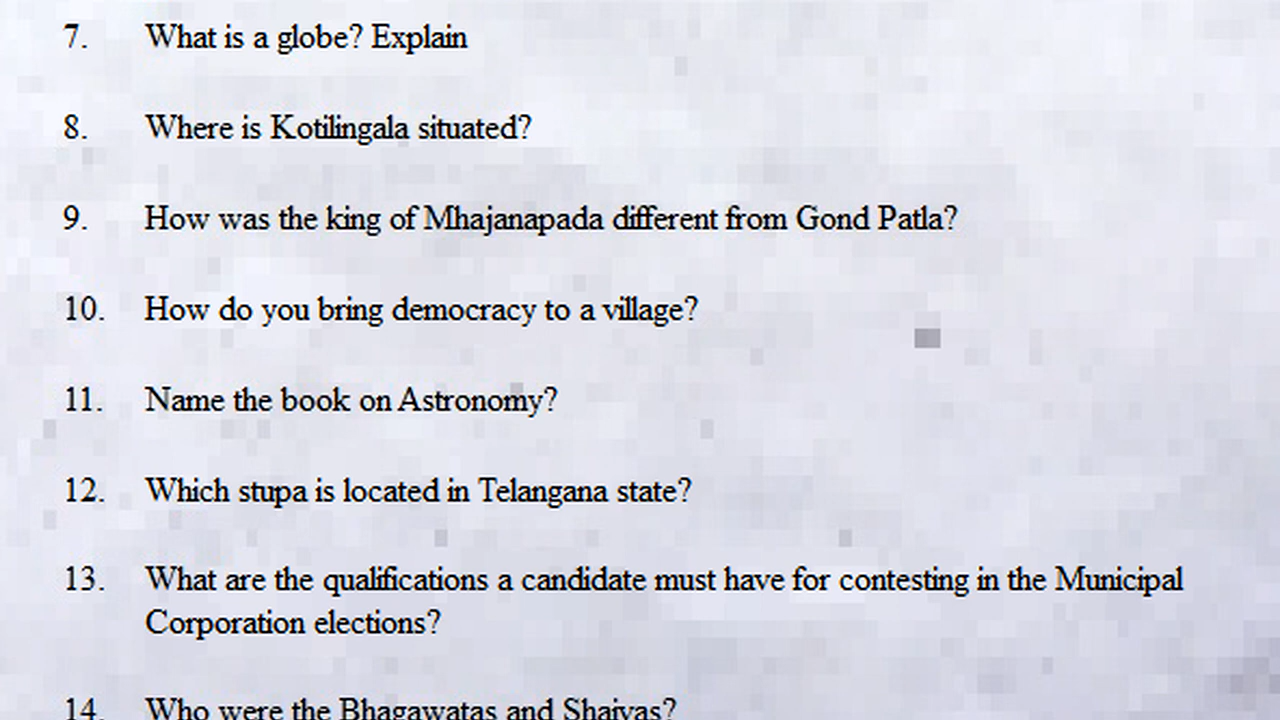 7. What is a globe? Explain
8. Where is Kotilingala situated?
9. How was the king of Mhajanapada different from Gond Patla?
10. How do you bring democracy to a village?
11. Name the book on Astronomy?
12. Which stupa is located in Telangana state?
13. What are the qualifications a candidate must have for contesting in the Municipal
Corporation elections?
14. Who were the Bhagawatas and Shaivas?